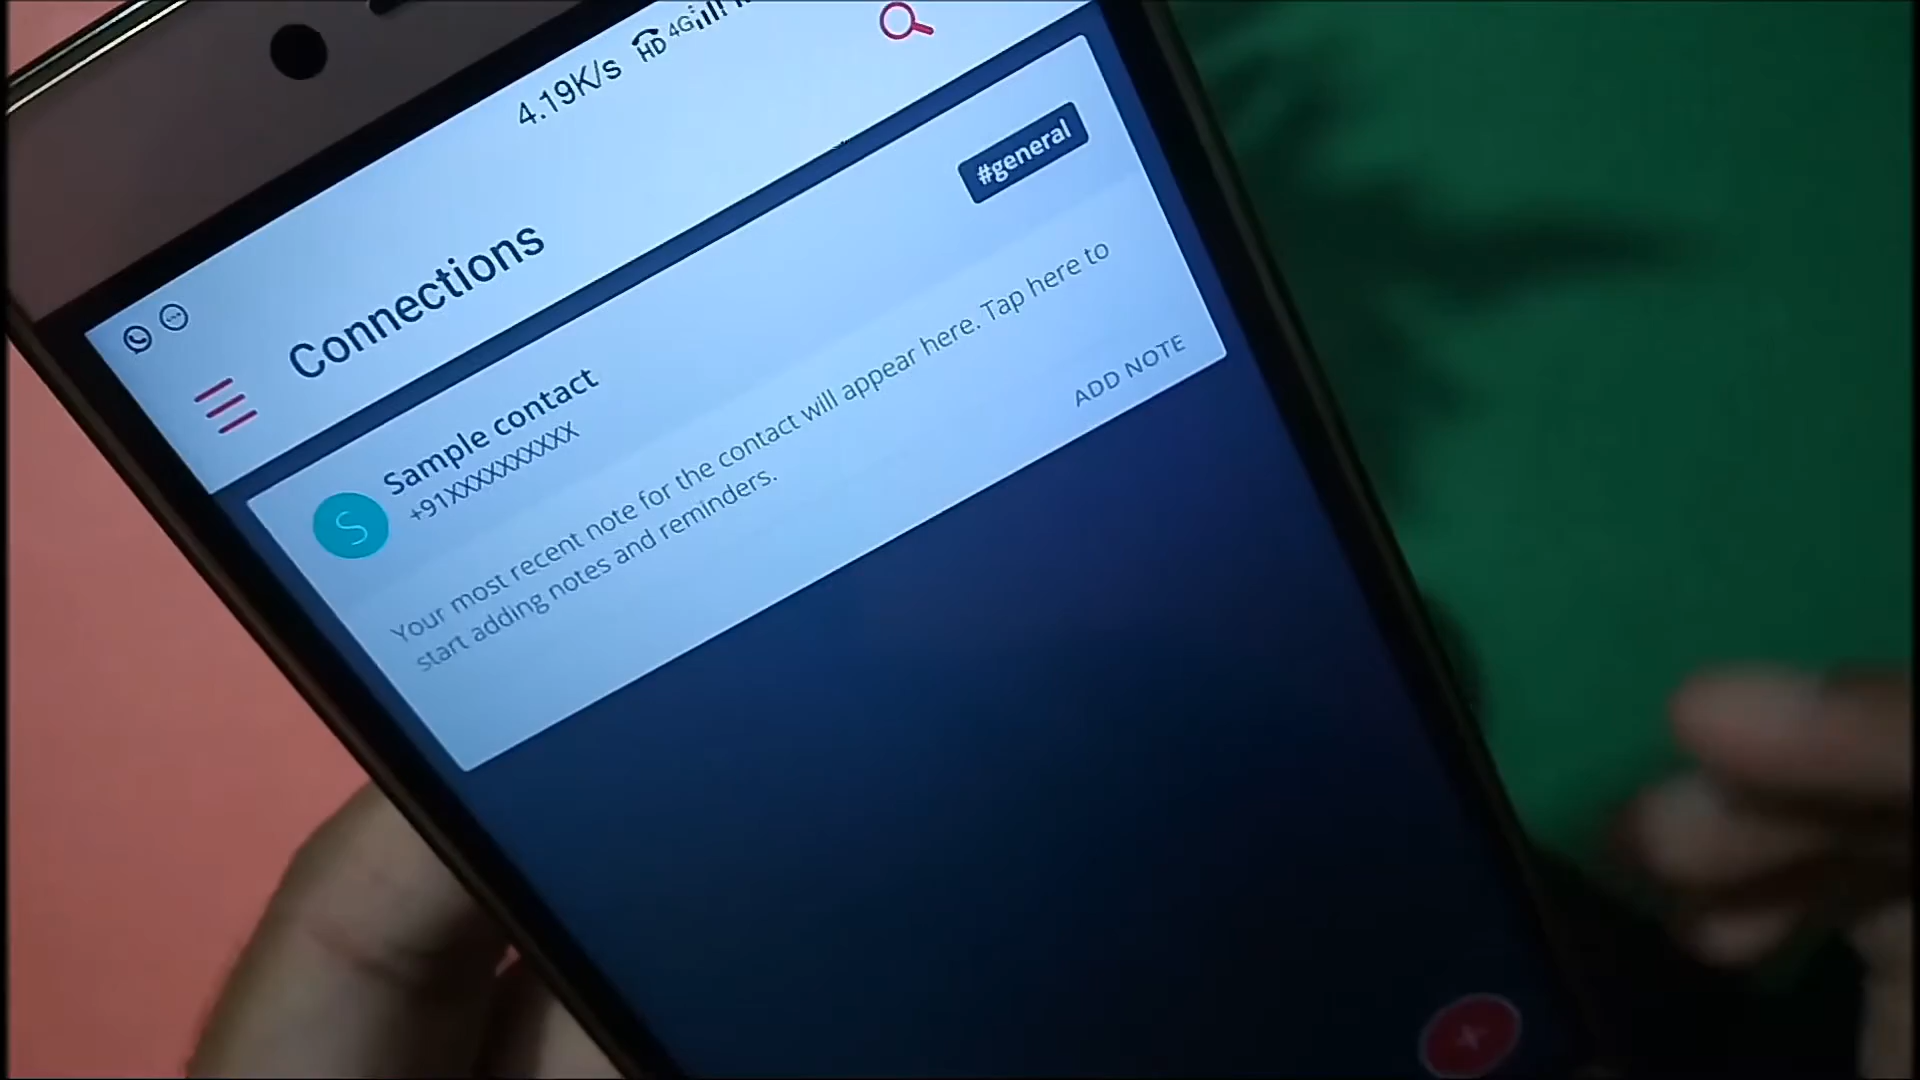 4.19K/s HD 4G
Connections
#general
Sample contact
+91XXXXXXXXXX
S
Your most recent note for the contact will appear here. Tap here to
start adding notes and reminders.
ADD NOTE